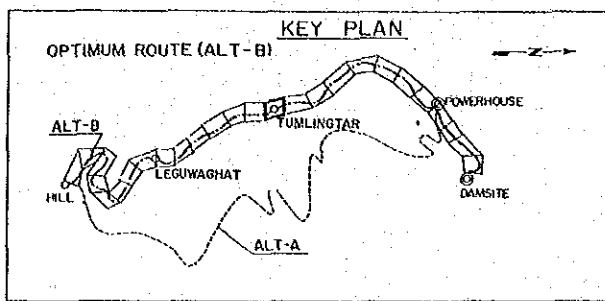 KEY PLAN
OPTIMUM ROUTE (ALT-B)
N
POWERHOUSE
TUMLINGTAR
ALT-B
LEGUWAGHAT
HILL
DAMSITE
ALT-A